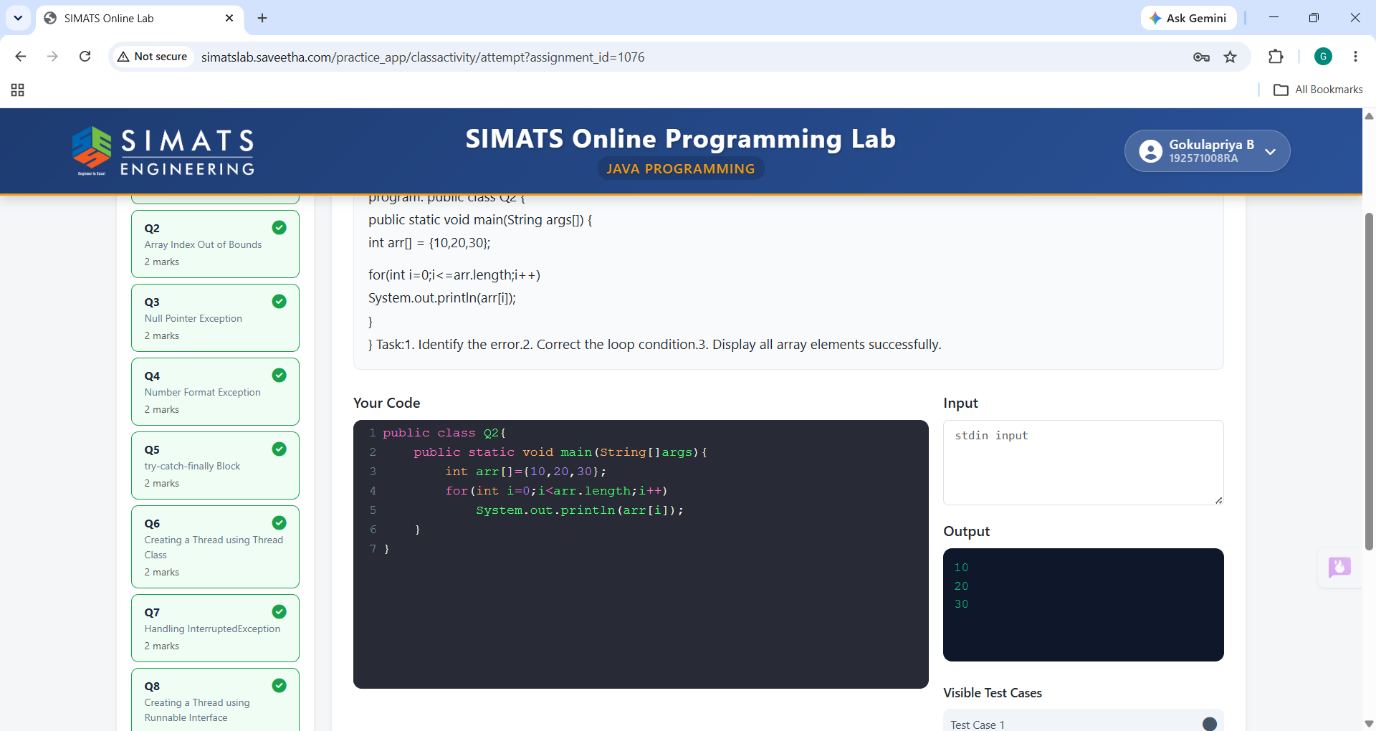 SIMATS Online Lab
Ask Gemini
Not secure
simatslab.saveetha.com/practice_app/classactivity/attempt?assignment_id=1076
G
All Bookmarks
SIMATS
ENGINEERING
Engineer to Excel
SIMATS Online Programming Lab
JAVA PROGRAMMING
Gokulapriya B
192571008RA
Q2
Array Index Out of Bounds
2 marks
Q3
Null Pointer Exception
2 marks
Q4
Number Format Exception
2 marks
Q5
try-catch-finally Block
2 marks
Q6
Creating a Thread using Thread
Class
2 marks
Q7
Handling InterruptedException
2 marks
Q8
Creating a Thread using
Runnable Interface
program: public class Q2 {
public static void main(String args[]) {
int arr[] = {10,20,30};
for(int i=0;i<=arr.length;i++)
System.out.println(arr[i]);
}
} Task:1. Identify the error.2. Correct the loop condition.3. Display all array elements successfully.
Your Code
1 public class Q2{
2 public static void main(String[]args){
3 int arr[]={10,20,30};
4 for(int i=0;i<arr.length;i++)
5 System.out.println(arr[i]);
6 }
7 }
Input
stdin input
Output
10
20
30
Visible Test Cases
Test Case 1